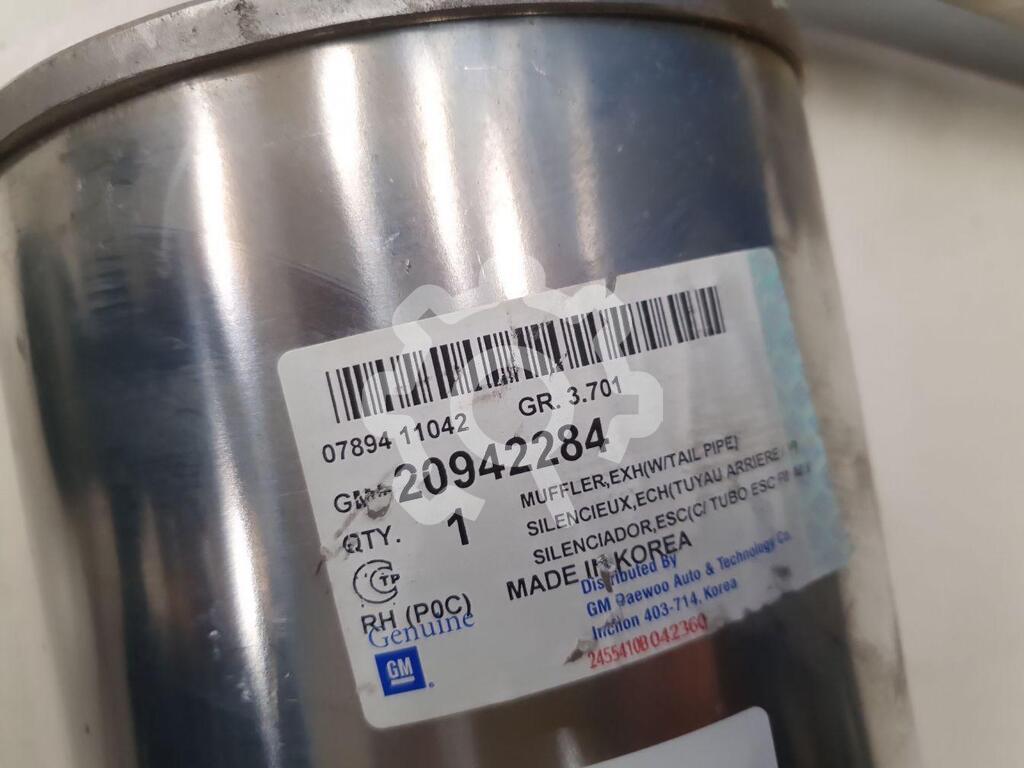 07894 11042 GR. 3.701
20942284
QTY. 1
MUFFLER,EXH(W/TAIL PIPE)
SILENCIEUX,ECH(TUYAU ARRIERE
SILENCIADOR,ESC(C/ TUBO ESC
MADE IN KOREA
RH (P0C)
Genuine
GM
Distributed By
GM Daewoo Auto & Technology Co.
Inchon 403-714, Korea
2455410B042360